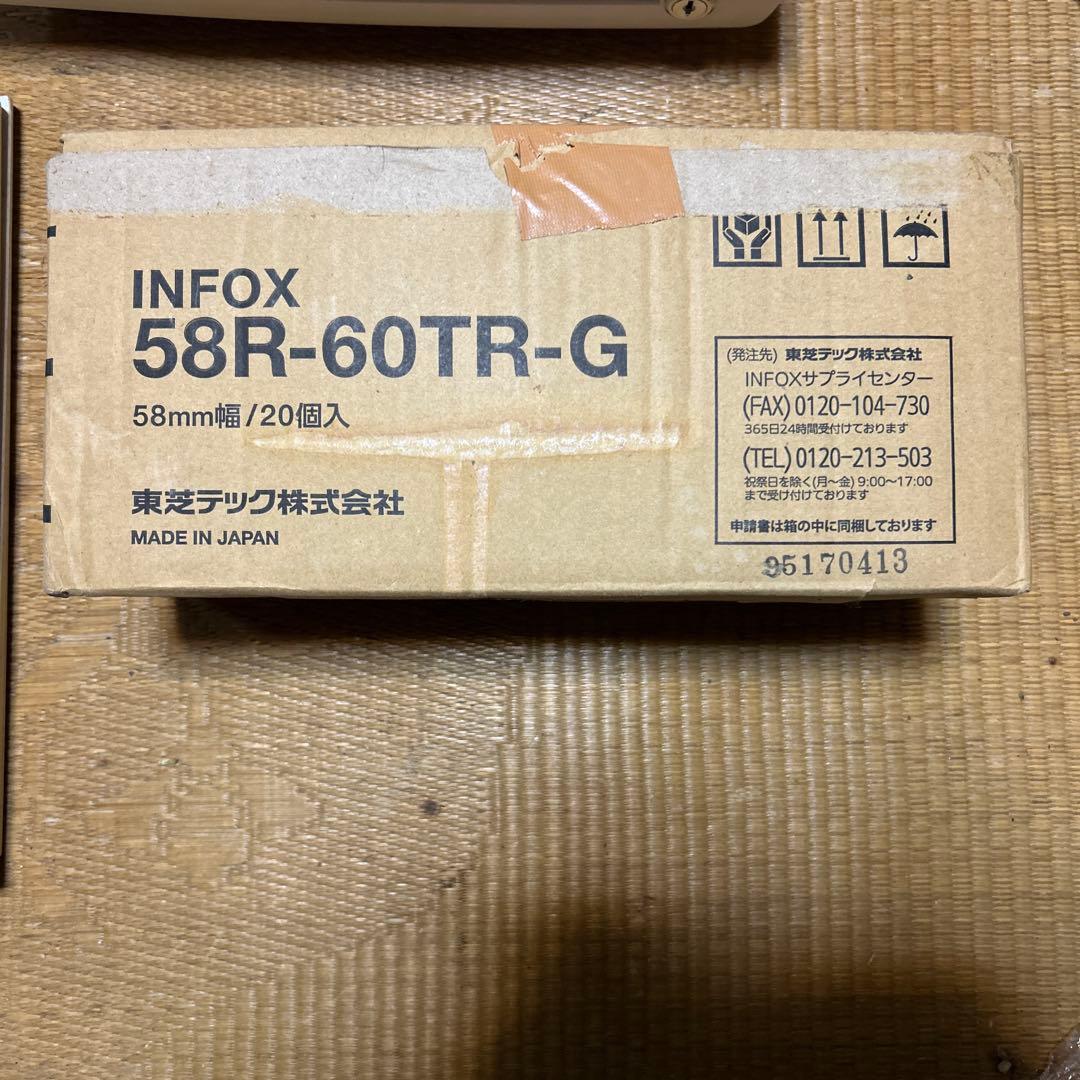 INFOX
58R-60TR-G
58mm幅/20個入
東芝テック株式会社
MADE IN JAPAN
(発注先) 東芝テック株式会社
INFOXサプライセンター
(FAX) 0120-104-730
365日24時間受付けております
(TEL) 0120-213-503
祝祭日を除く(月~金) 9:00~17:00
まで受け付けております
申請書は箱の中に同梱しております
95170413